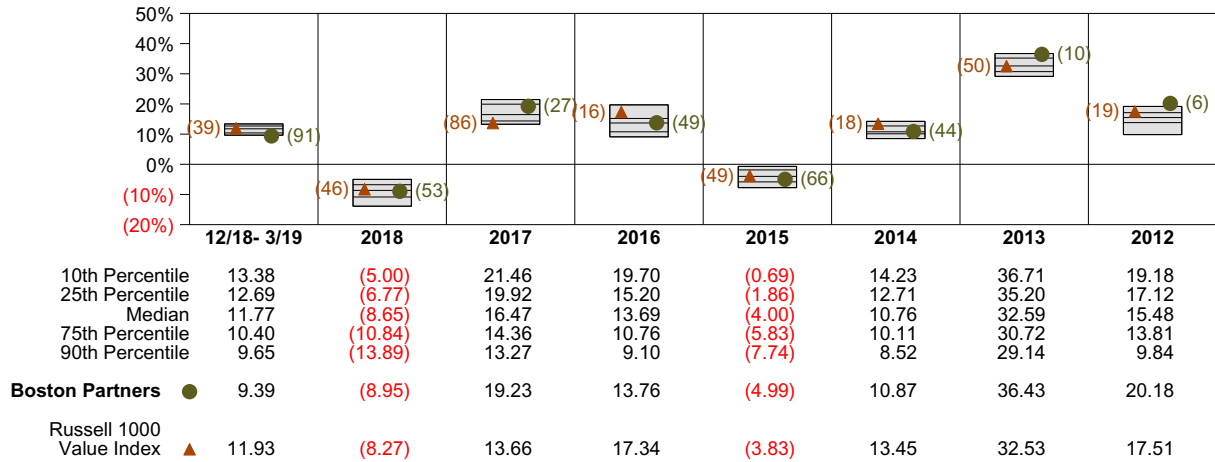 50%
40%
30%
20%
10%
0%
(10%)
(20%)
(39) (91)
(46) (53)
(86) (27)
(16) (49)
(49) (66)
(18) (44)
(50) (10)
(19) (6)
12/18- 3/19 2018 2017 2016 2015 2014 2013 2012
10th Percentile 13.38 (5.00) 21.46 19.70 (0.69) 14.23 36.71 19.18
25th Percentile 12.69 (6.77) 19.92 15.20 (1.86) 12.71 35.20 17.12
Median 11.77 (8.65) 16.47 13.69 (4.00) 10.76 32.59 15.48
75th Percentile 10.40 (10.84) 14.36 10.76 (5.83) 10.11 30.72 13.81
90th Percentile 9.65 (13.89) 13.27 9.10 (7.74) 8.52 29.14 9.84
Boston Partners 9.39 (8.95) 19.23 13.76 (4.99) 10.87 36.43 20.18
Russell 1000
Value Index 11.93 (8.27) 13.66 17.34 (3.83) 13.45 32.53 17.51